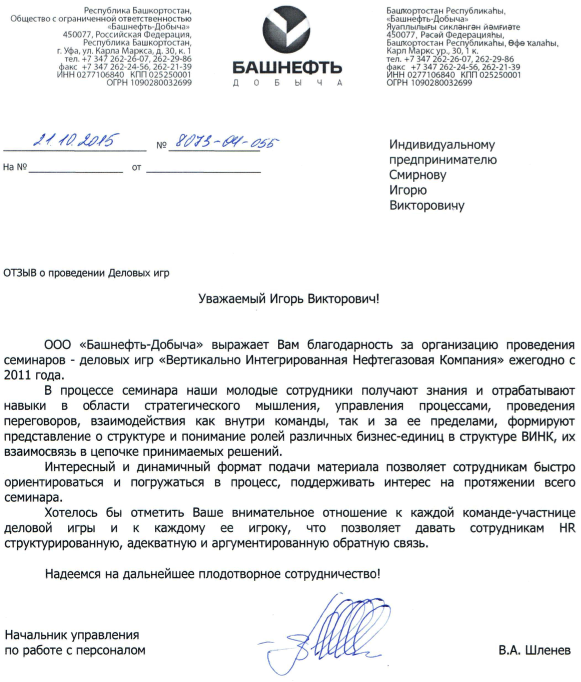 Республика Башкортостан,
Общество с ограниченной ответственностью
«Башнефть-Добыча»
450077, Российская Федерация,
Республика Башкортостан,
г. Уфа, ул. Карла Маркса, д. 30, к. 1
тел. +7 347 262-26-07, 262-29-86
факс +7 347 262-24-56, 262-21-39
ИНН 0277106840 КПП 025250001
ОГРН 1090280032699
БАШНЕФТЬ
ДОБЫЧА
Башҡортостан Республикаһы,
«Башнефть-Добыча»
Яуаплылығы сикләнгән йәмғиәте
450077, Рәсәй Федерацияһы,
Башҡортостан Республикаһы, Өфө ҡалаһы,
Карл Маркс ур., 30, 1 к.
тел. +7 347 262-26-07, 262-29-86
факс +7 347 262-24-56, 262-21-39
ИНН 0277106840 КПП 025250001
ОГРН 1090280032699
21.10.2015 № 8073-04-05Б
На № от
Индивидуальному
предпринимателю
Смирнову
Игорю
Викторовичу
ОТЗЫВ о проведении Деловых игр
Уважаемый Игорь Викторович!
ООО «Башнефть-Добыча» выражает Вам благодарность за организацию проведения
семинаров - деловых игр «Вертикально Интегрированная Нефтегазовая Компания» ежегодно с
2011 года.
В процессе семинара наши молодые сотрудники получают знания и отрабатывают
навыки в области стратегического мышления, управления процессами, проведения
переговоров, взаимодействия как внутри команды, так и за ее пределами, формируют
представление о структуре и понимание ролей различных бизнес-единиц в структуре ВИНК, их
взаимосвязь в цепочке принимаемых решений.
Интересный и динамичный формат подачи материала позволяет сотрудникам быстро
ориентироваться и погружаться в процесс, поддерживать интерес на протяжении всего
семинара.
Хотелось бы отметить Ваше внимательное отношение к каждой команде-участнице
деловой игры и к каждому ее игроку, что позволяет давать сотрудникам HR
структурированную, адекватную и аргументированную обратную связь.
Надеемся на дальнейшее плодотворное сотрудничество!
Начальник управления
по работе с персоналом
В.А. Шленев